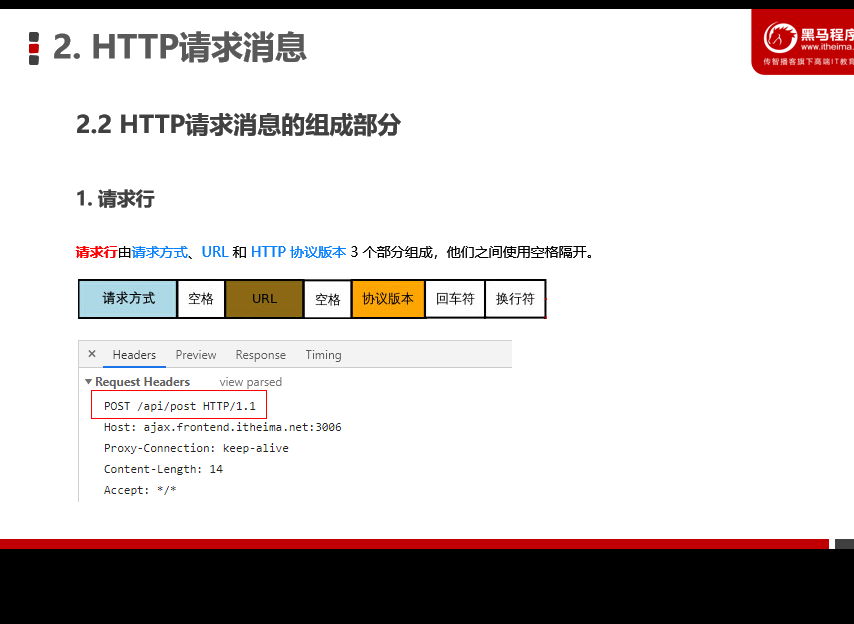 2. HTTP请求消息
黑马程序
www.itheima.
传智播客旗下高端IT教育
2.2 HTTP请求消息的组成部分
1. 请求行
请求行由请求方式、URL 和 HTTP 协议版本 3 个部分组成，他们之间使用空格隔开。
请求方式 空格 URL 空格 协议版本 回车符 换行符
× Headers Preview Response Timing
▼ Request Headers view parsed
POST /api/post HTTP/1.1
Host: ajax.frontend.itheima.net:3006
Proxy-Connection: keep-alive
Content-Length: 14
Accept: */*